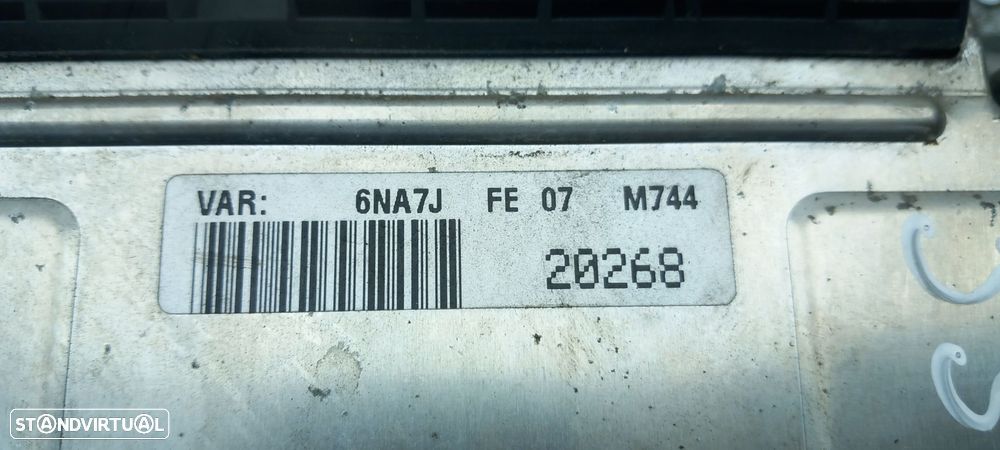 VAR: 6NA7J FE 07 M744
20268
STANDVIRTUAL